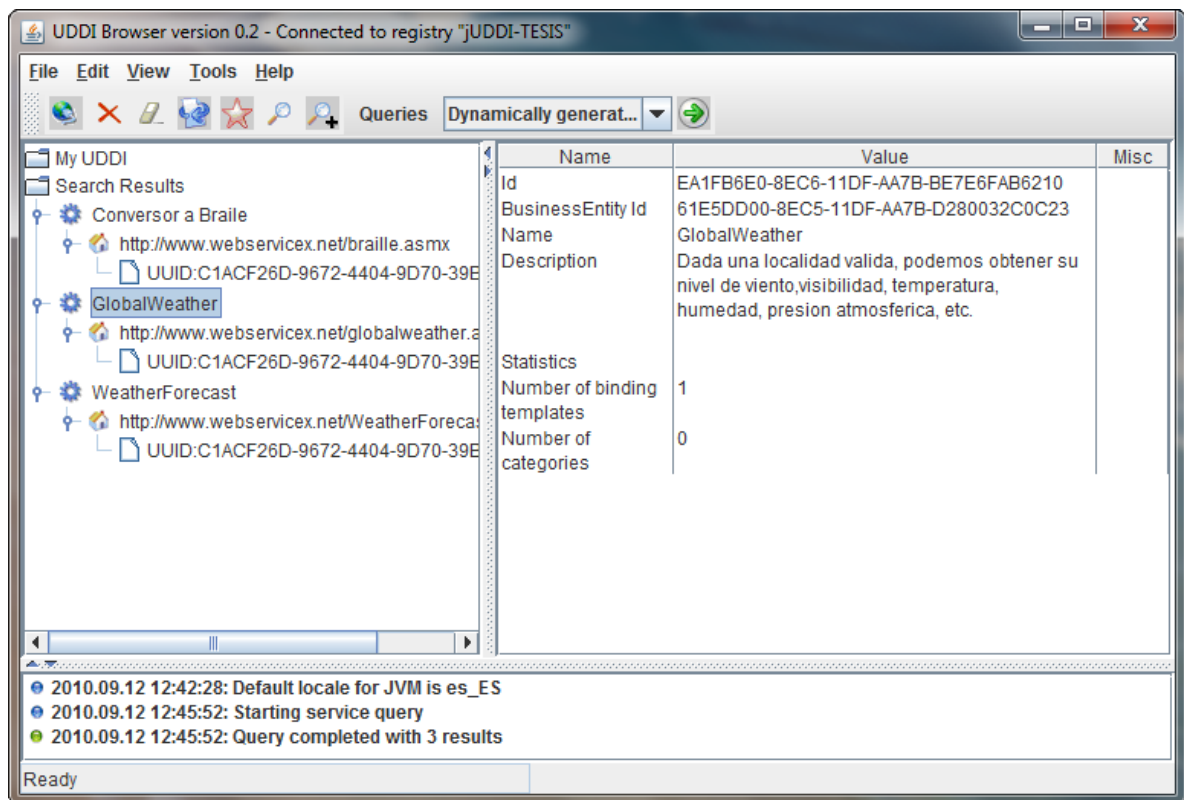 UDDI Browser version 0.2 - Connected to registry "jUDDI-TESIS"
File Edit View Tools Help
Queries Dynamically generat...
My UDDI
Search Results
Conversor a Braile
http://www.webservicex.net/braille.asmx
UUID:C1ACF26D-9672-4404-9D70-39E
GlobalWeather
http://www.webservicex.net/globalweather.a
UUID:C1ACF26D-9672-4404-9D70-39E
WeatherForecast
http://www.webservicex.net/WeatherForecas
UUID:C1ACF26D-9672-4404-9D70-39E
Name Value Misc
Id EA1FB6E0-8EC6-11DF-AA7B-BE7E6FAB6210
BusinessEntity Id 61E5DD00-8EC5-11DF-AA7B-D280032C0C23
Name GlobalWeather
Description Dada una localidad valida, podemos obtener su
nivel de viento,visibilidad, temperatura,
humedad, presion atmosferica, etc.
Statistics
Number of binding 1
templates
Number of 0
categories
2010.09.12 12:42:28: Default locale for JVM is es_ES
2010.09.12 12:45:52: Starting service query
2010.09.12 12:45:52: Query completed with 3 results
Ready